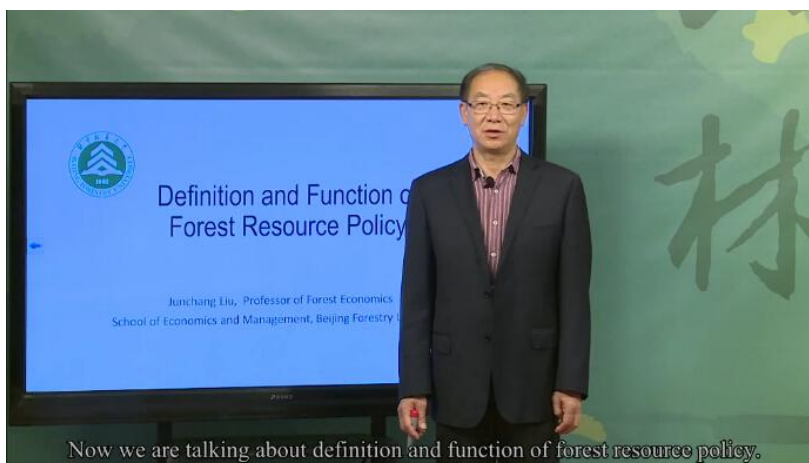 Definition and Function o
Forest Resource Policy
Junchang Liu, Professor of Forest Economics
School of Economics and Management, Beijing Forestry U
林
Now we are talking about definition and function of forest resource policy.